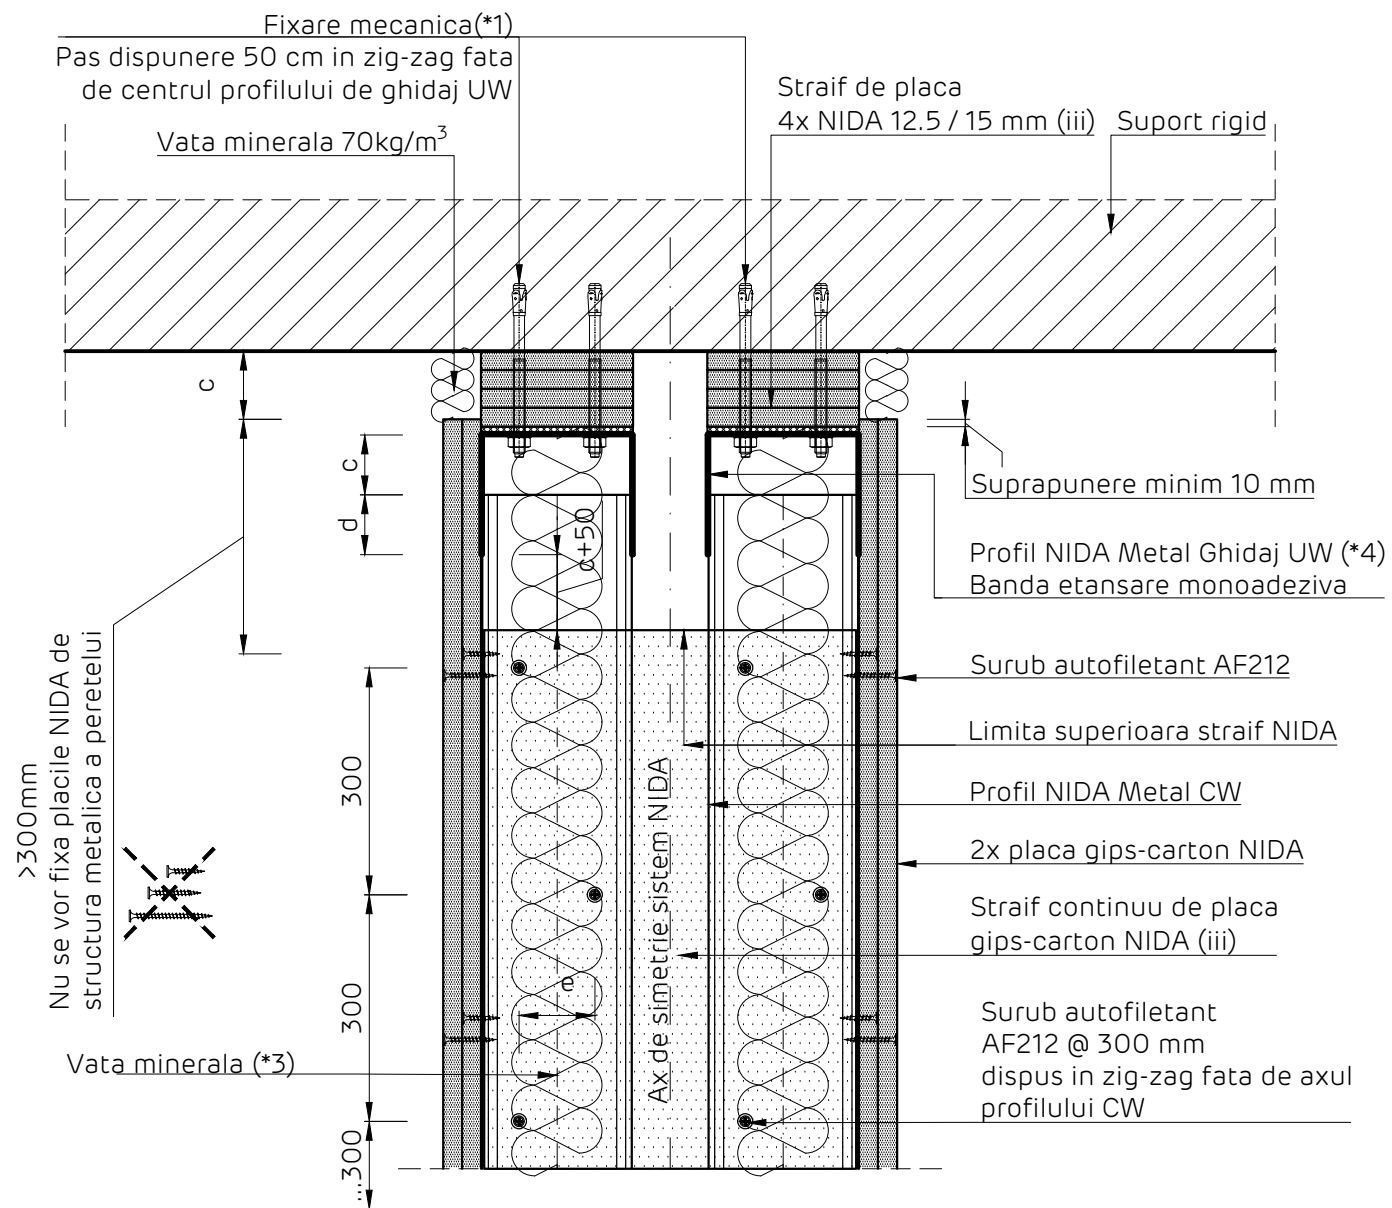 Fixare mecanica(*1)
Pas dispunere 50 cm in zig-zag fata
de centrul profilului de ghidaj UW
Vata minerala 70kg/m³
Straif de placa
4x NIDA 12.5 / 15 mm (iii)
Suport rigid
c
c
d
c+50
Suprapunere minim 10 mm
Profil NIDA Metal Ghidaj UW (*4)
Banda etansare monoadeziva
Surub autofiletant AF212
Limita superioara straif NIDA
Profil NIDA Metal CW
2x placa gips-carton NIDA
Straif continuu de placa
gips-carton NIDA (iii)
Surub autofiletant
AF212 @ 300 mm
dispus in zig-zag fata de axul
profilului CW
>300mm
Nu se vor fixa placile NIDA de
structura metalica a peretelui
300
300
...300
e
Ax de simetrie sistem NIDA
Vata minerala (*3)